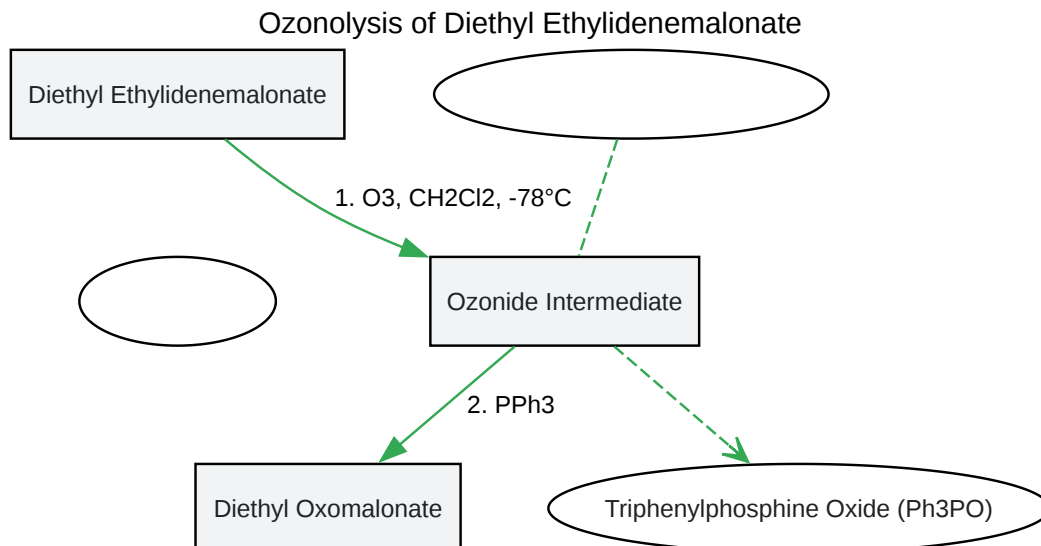 Ozonolysis of Diethyl Ethylidenemalonate
Diethyl Ethylidenemalonate
1. O3, CH2Cl2, -78°C
Ozonide Intermediate
2. PPh3
Diethyl Oxomalonate
Triphenylphosphine Oxide (Ph3PO)